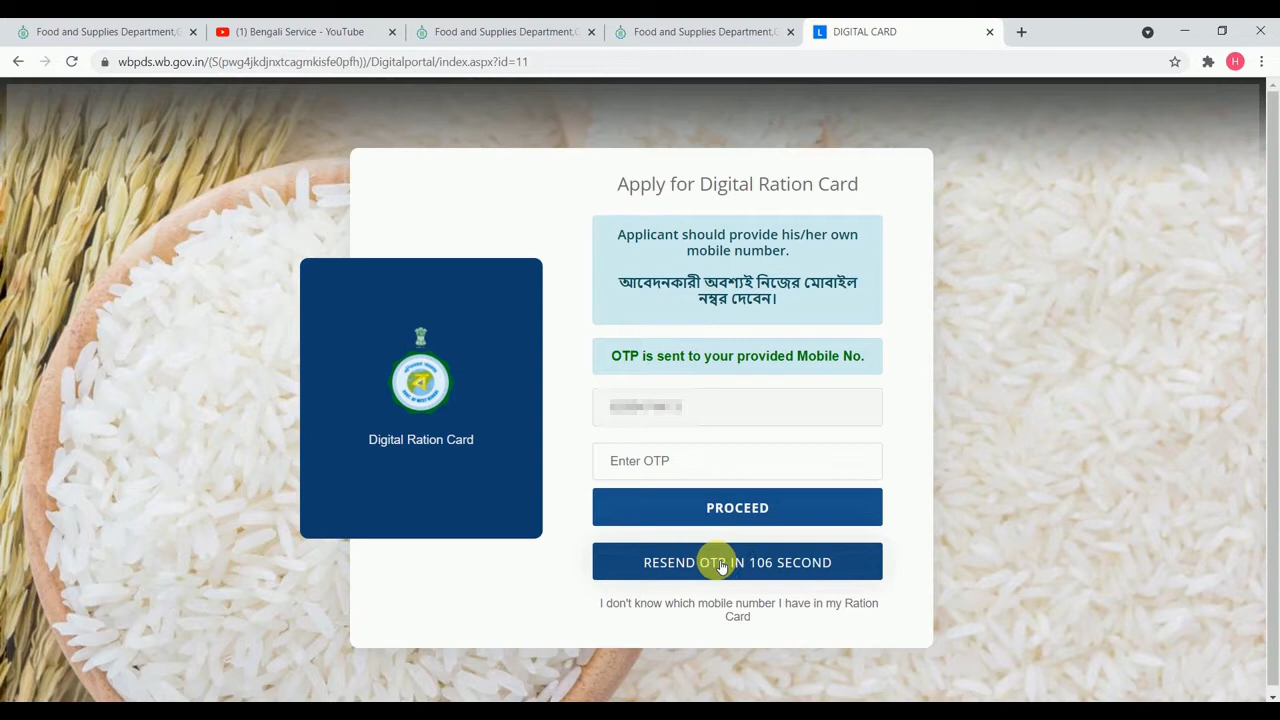 Food and Supplies Department,G
(1) Bengali Service - YouTube
Food and Supplies Department,G
Food and Supplies Department,G
L DIGITAL CARD
wbpds.wb.gov.in/(S(pwg4jkdjnxtcagmkisfe0pfh))/Digitalportal/index.aspx?id=11
H
Apply for Digital Ration Card
Applicant should provide his/her own
mobile number.
আবেদনকারী অবশ্যই নিজের মোবাইল
নম্বর দেবেন।
OTP is sent to your provided Mobile No.
Digital Ration Card
Enter OTP
PROCEED
RESEND OTP IN 106 SECOND
I don't know which mobile number I have in my Ration
Card